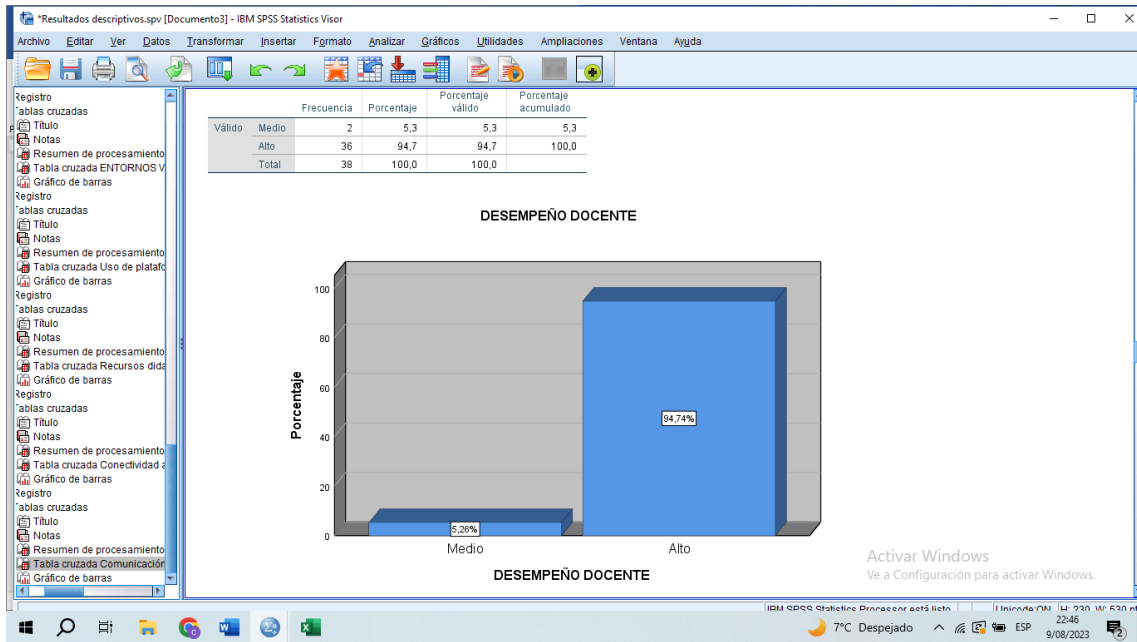 *Resultados descriptivos.spv [Documento3] - IBM SPSS Statistics Visor
Archivo Editar Ver Datos Transformar Insertar Formato Analizar Gráficos Utilidades Ampliaciones Ventana Ayuda
Registro
Tablas cruzadas
Título
Notas
Resumen de procesamiento
Tabla cruzada ENTORNOS V
Gráfico de barras
Registro
Tablas cruzadas
Título
Notas
Resumen de procesamiento
Tabla cruzada Uso de platafo
Gráfico de barras
Registro
Tablas cruzadas
Título
Notas
Resumen de procesamiento
Tabla cruzada Recursos dida
Gráfico de barras
Registro
Tablas cruzadas
Título
Notas
Resumen de procesamiento
Tabla cruzada Conectividad a
Gráfico de barras
Registro
Tablas cruzadas
Título
Notas
Resumen de procesamiento
Tabla cruzada Comunicación
Gráfico de barras
Frecuencia Porcentaje Porcentaje válido Porcentaje acumulado
Válido Medio 2 5,3 5,3 5,3
Alto 36 94,7 94,7 100,0
Total 38 100,0 100,0
DESEMPEÑO DOCENTE
Porcentaje
100
80
60
40
20
0
94,74%
5,26%
Medio Alto
DESEMPEÑO DOCENTE
Activar Windows
Ve a Configuración para activar Windows.
IBM SPSS Statistics Processor está listo Unicode:ON H: 230, W: 530 pt
7°C Despejado ESP 22:46
9/08/2023 2